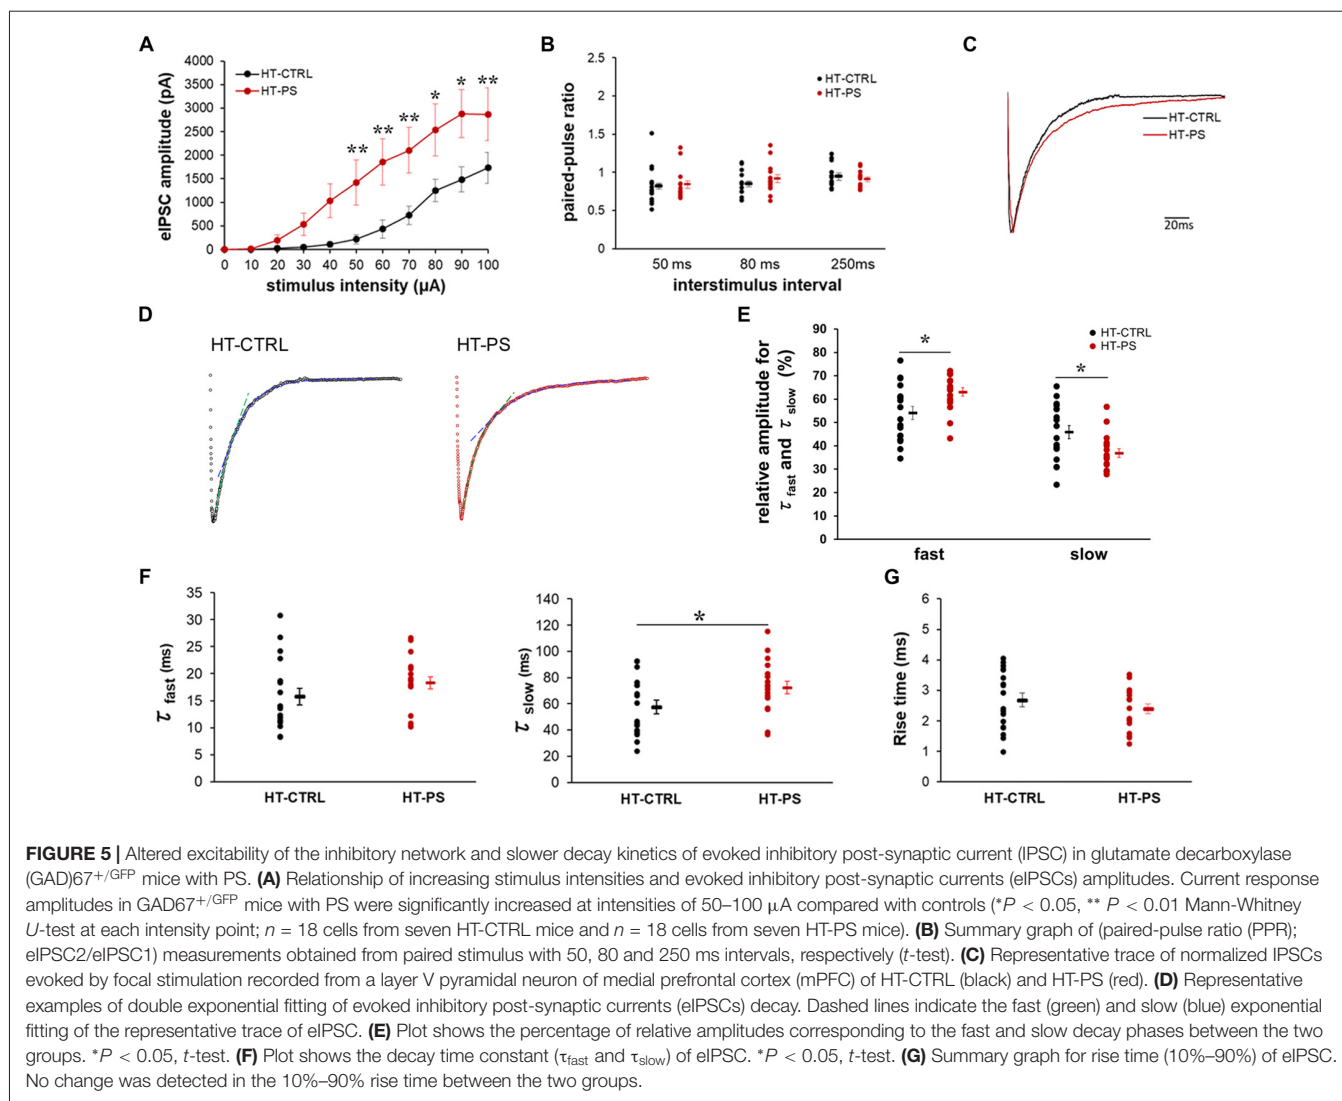 A
eIPSC amplitude (pA)
4000
3500
3000
2500
2000
1500
1000
500
0
HT-CTRL
HT-PS
** ** ** * * **
0 10 20 30 40 50 60 70 80 90 100
stimulus intensity (µA)
B
paired-pulse ratio
2.5
2
1.5
1
0.5
0
HT-CTRL
HT-PS
50 ms 80 ms 250ms
interstimulus interval
C
HT-CTRL
HT-PS
20ms
D
HT-CTRL
HT-PS
E
relative amplitude for
τ fast and τ slow (%)
90
80
70
60
50
40
30
20
10
0
HT-CTRL
HT-PS
*
*
fast slow
F
τ fast (ms)
35
30
25
20
15
10
5
0
HT-CTRL HT-PS
τ slow (ms)
140
120
100
80
60
40
20
0
*
HT-CTRL HT-PS
G
Rise time (ms)
6
5
4
3
2
1
0
HT-CTRL HT-PS
FIGURE 5 | Altered excitability of the inhibitory network and slower decay kinetics of evoked inhibitory post-synaptic current (IPSC) in glutamate decarboxylase
(GAD)67+/GFP mice with PS. (A) Relationship of increasing stimulus intensities and evoked inhibitory post-synaptic currents (eIPSCs) amplitudes. Current response
amplitudes in GAD67+/GFP mice with PS were significantly increased at intensities of 50–100 µA compared with controls (*P < 0.05, ** P < 0.01 Mann-Whitney
U-test at each intensity point; n = 18 cells from seven HT-CTRL mice and n = 18 cells from seven HT-PS mice). (B) Summary graph of (paired-pulse ratio (PPR);
eIPSC2/eIPSC1) measurements obtained from paired stimulus with 50, 80 and 250 ms intervals, respectively (t-test). (C) Representative trace of normalized IPSCs
evoked by focal stimulation recorded from a layer V pyramidal neuron of medial prefrontal cortex (mPFC) of HT-CTRL (black) and HT-PS (red). (D) Representative
examples of double exponential fitting of evoked inhibitory post-synaptic currents (eIPSCs) decay. Dashed lines indicate the fast (green) and slow (blue) exponential
fitting of the representative trace of eIPSC. (E) Plot shows the percentage of relative amplitudes corresponding to the fast and slow decay phases between the two
groups. *P < 0.05, t-test. (F) Plot shows the decay time constant (τfast and τslow) of eIPSC. *P < 0.05, t-test. (G) Summary graph for rise time (10%–90%) of eIPSC.
No change was detected in the 10%–90% rise time between the two groups.